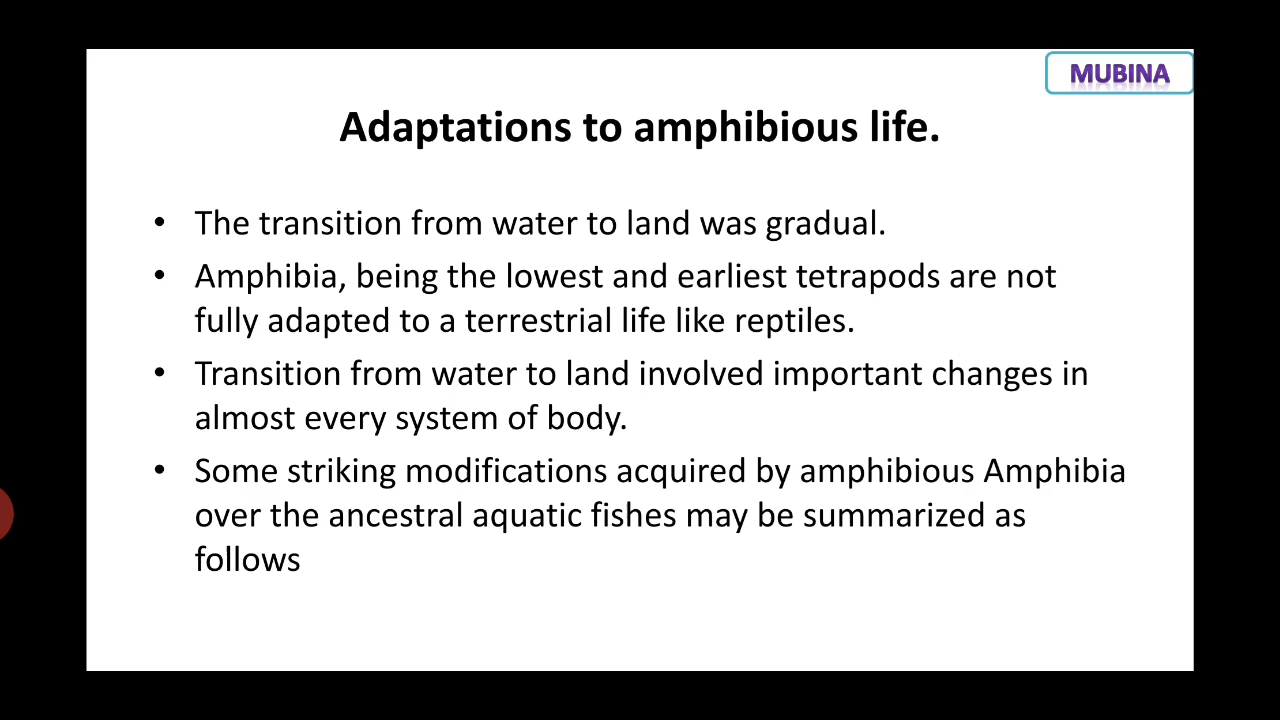 MUBINA
Adaptations to amphibious life.
• The transition from water to land was gradual.
• Amphibia, being the lowest and earliest tetrapods are not
fully adapted to a terrestrial life like reptiles.
• Transition from water to land involved important changes in
almost every system of body.
• Some striking modifications acquired by amphibious Amphibia
over the ancestral aquatic fishes may be summarized as
follows